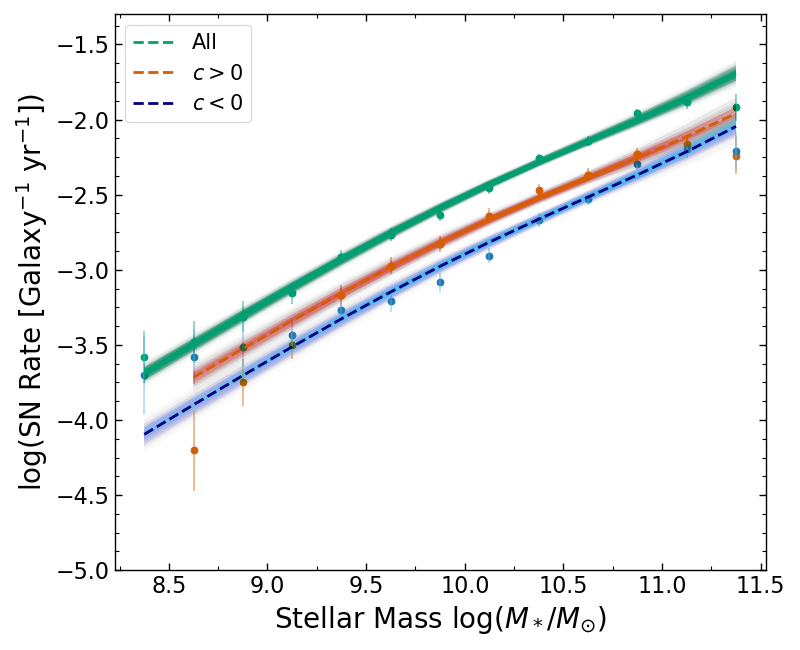 All
c > 0
c < 0
−1.5
−2.0
−2.5
−3.0
−3.5
−4.0
−4.5
−5.0
log(SN Rate [Galaxy⁻¹ yr⁻¹])
8.5 9.0 9.5 10.0 10.5 11.0 11.5
Stellar Mass log(M∗/M⊙)